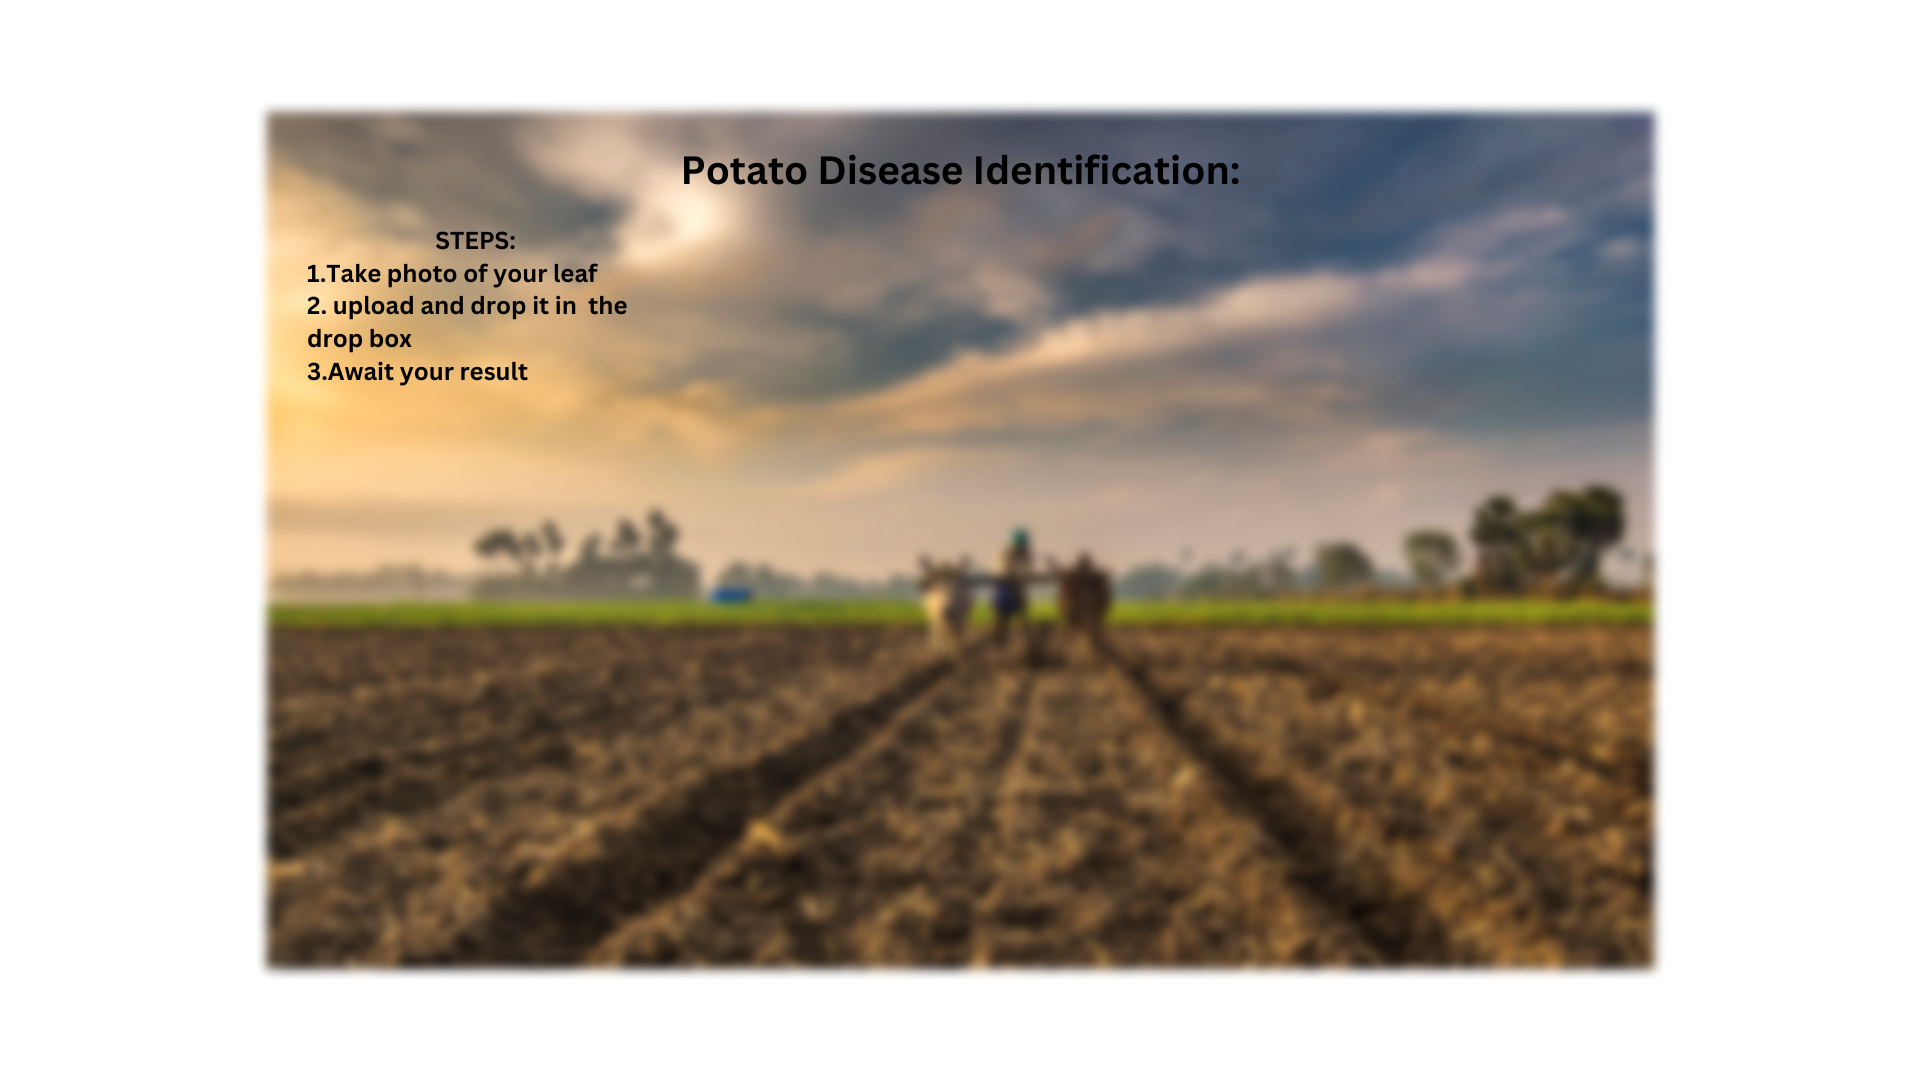 Potato Disease Identification:
STEPS:
1.Take photo of your leaf
2. upload and drop it in  the
drop box
3.Await your result